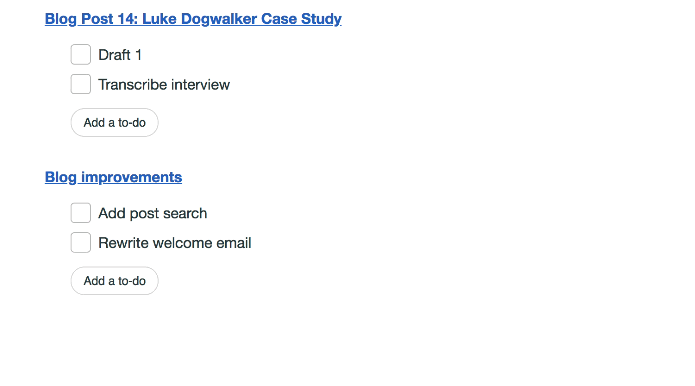 Blog Post 14: Luke Dogwalker Case Study
Draft 1
Transcribe interview
Add a to-do
Blog improvements
Add post search
Rewrite welcome email
Add a to-do